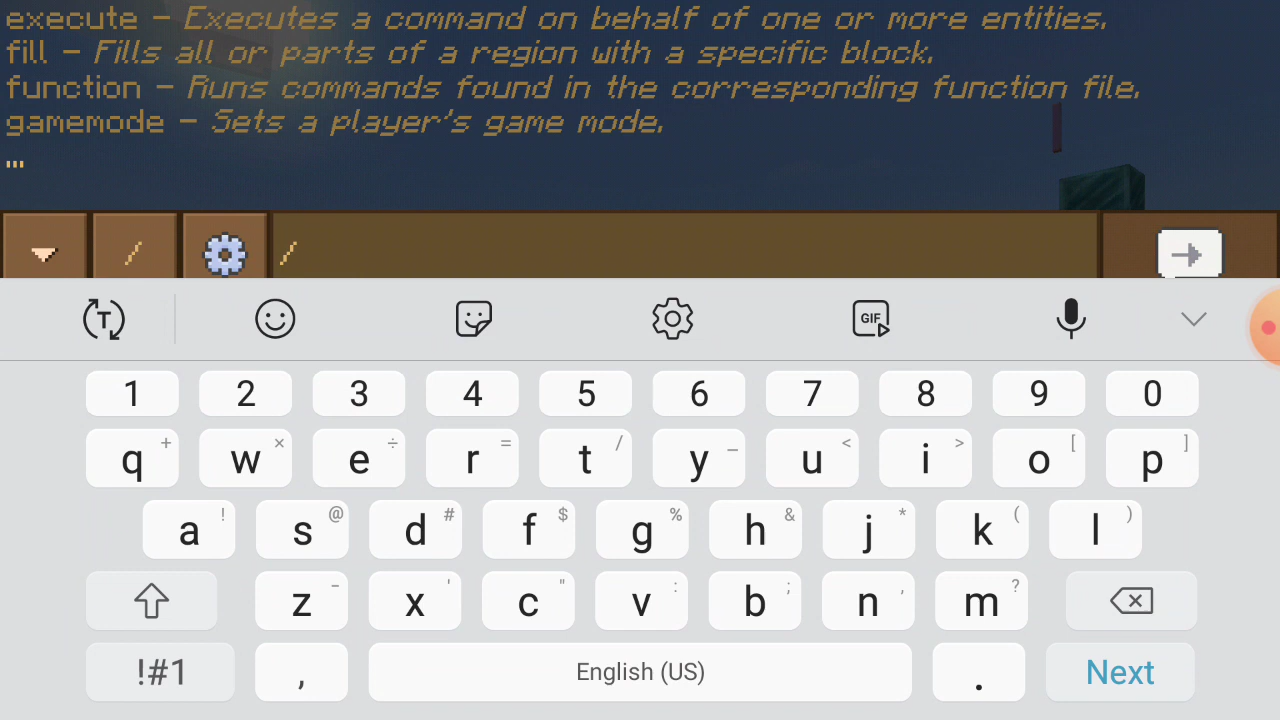 execute – Executes a command on behalf of one or more entities.
fill – Fills all or parts of a region with a specific block.
function – Runs commands found in the corresponding function file.
gamemode – Sets a player's game mode.
...
/ /
T GIF
1 2 3 4 5 6 7 8 9 0
q + w × e ÷ r = t / y _ u < i > o [ p ]
a ! s @ d # f $ g % h & j * k ( l )
z - x ' c " v : b ; n , m ?
!#1 , English (US) . Next